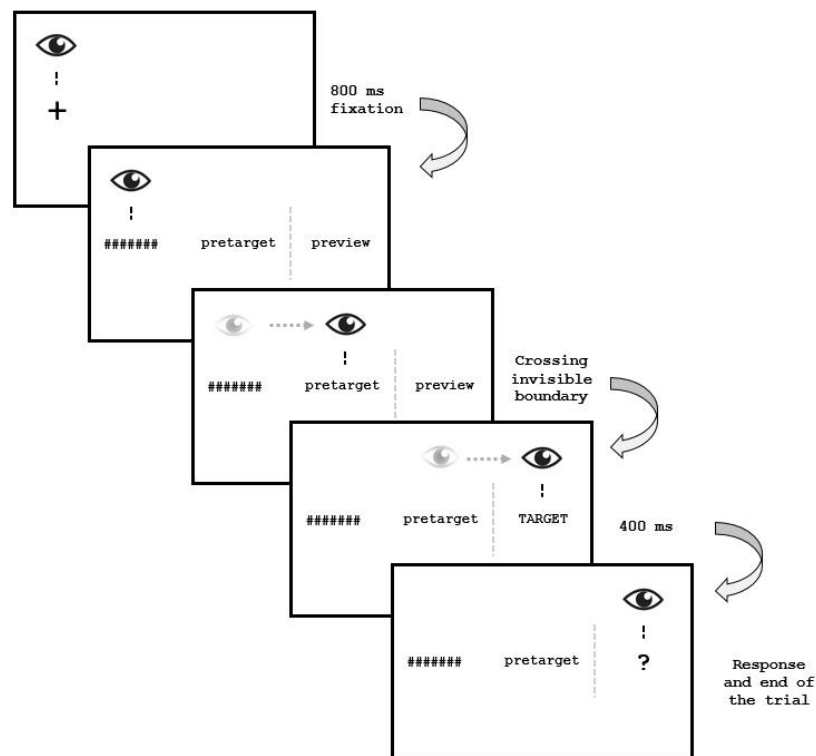 +
800 ms
fixation
####### pretarget preview
####### pretarget preview
Crossing
invisible
boundary
####### pretarget TARGET
400 ms
####### pretarget ?
Response
and end of
the trial